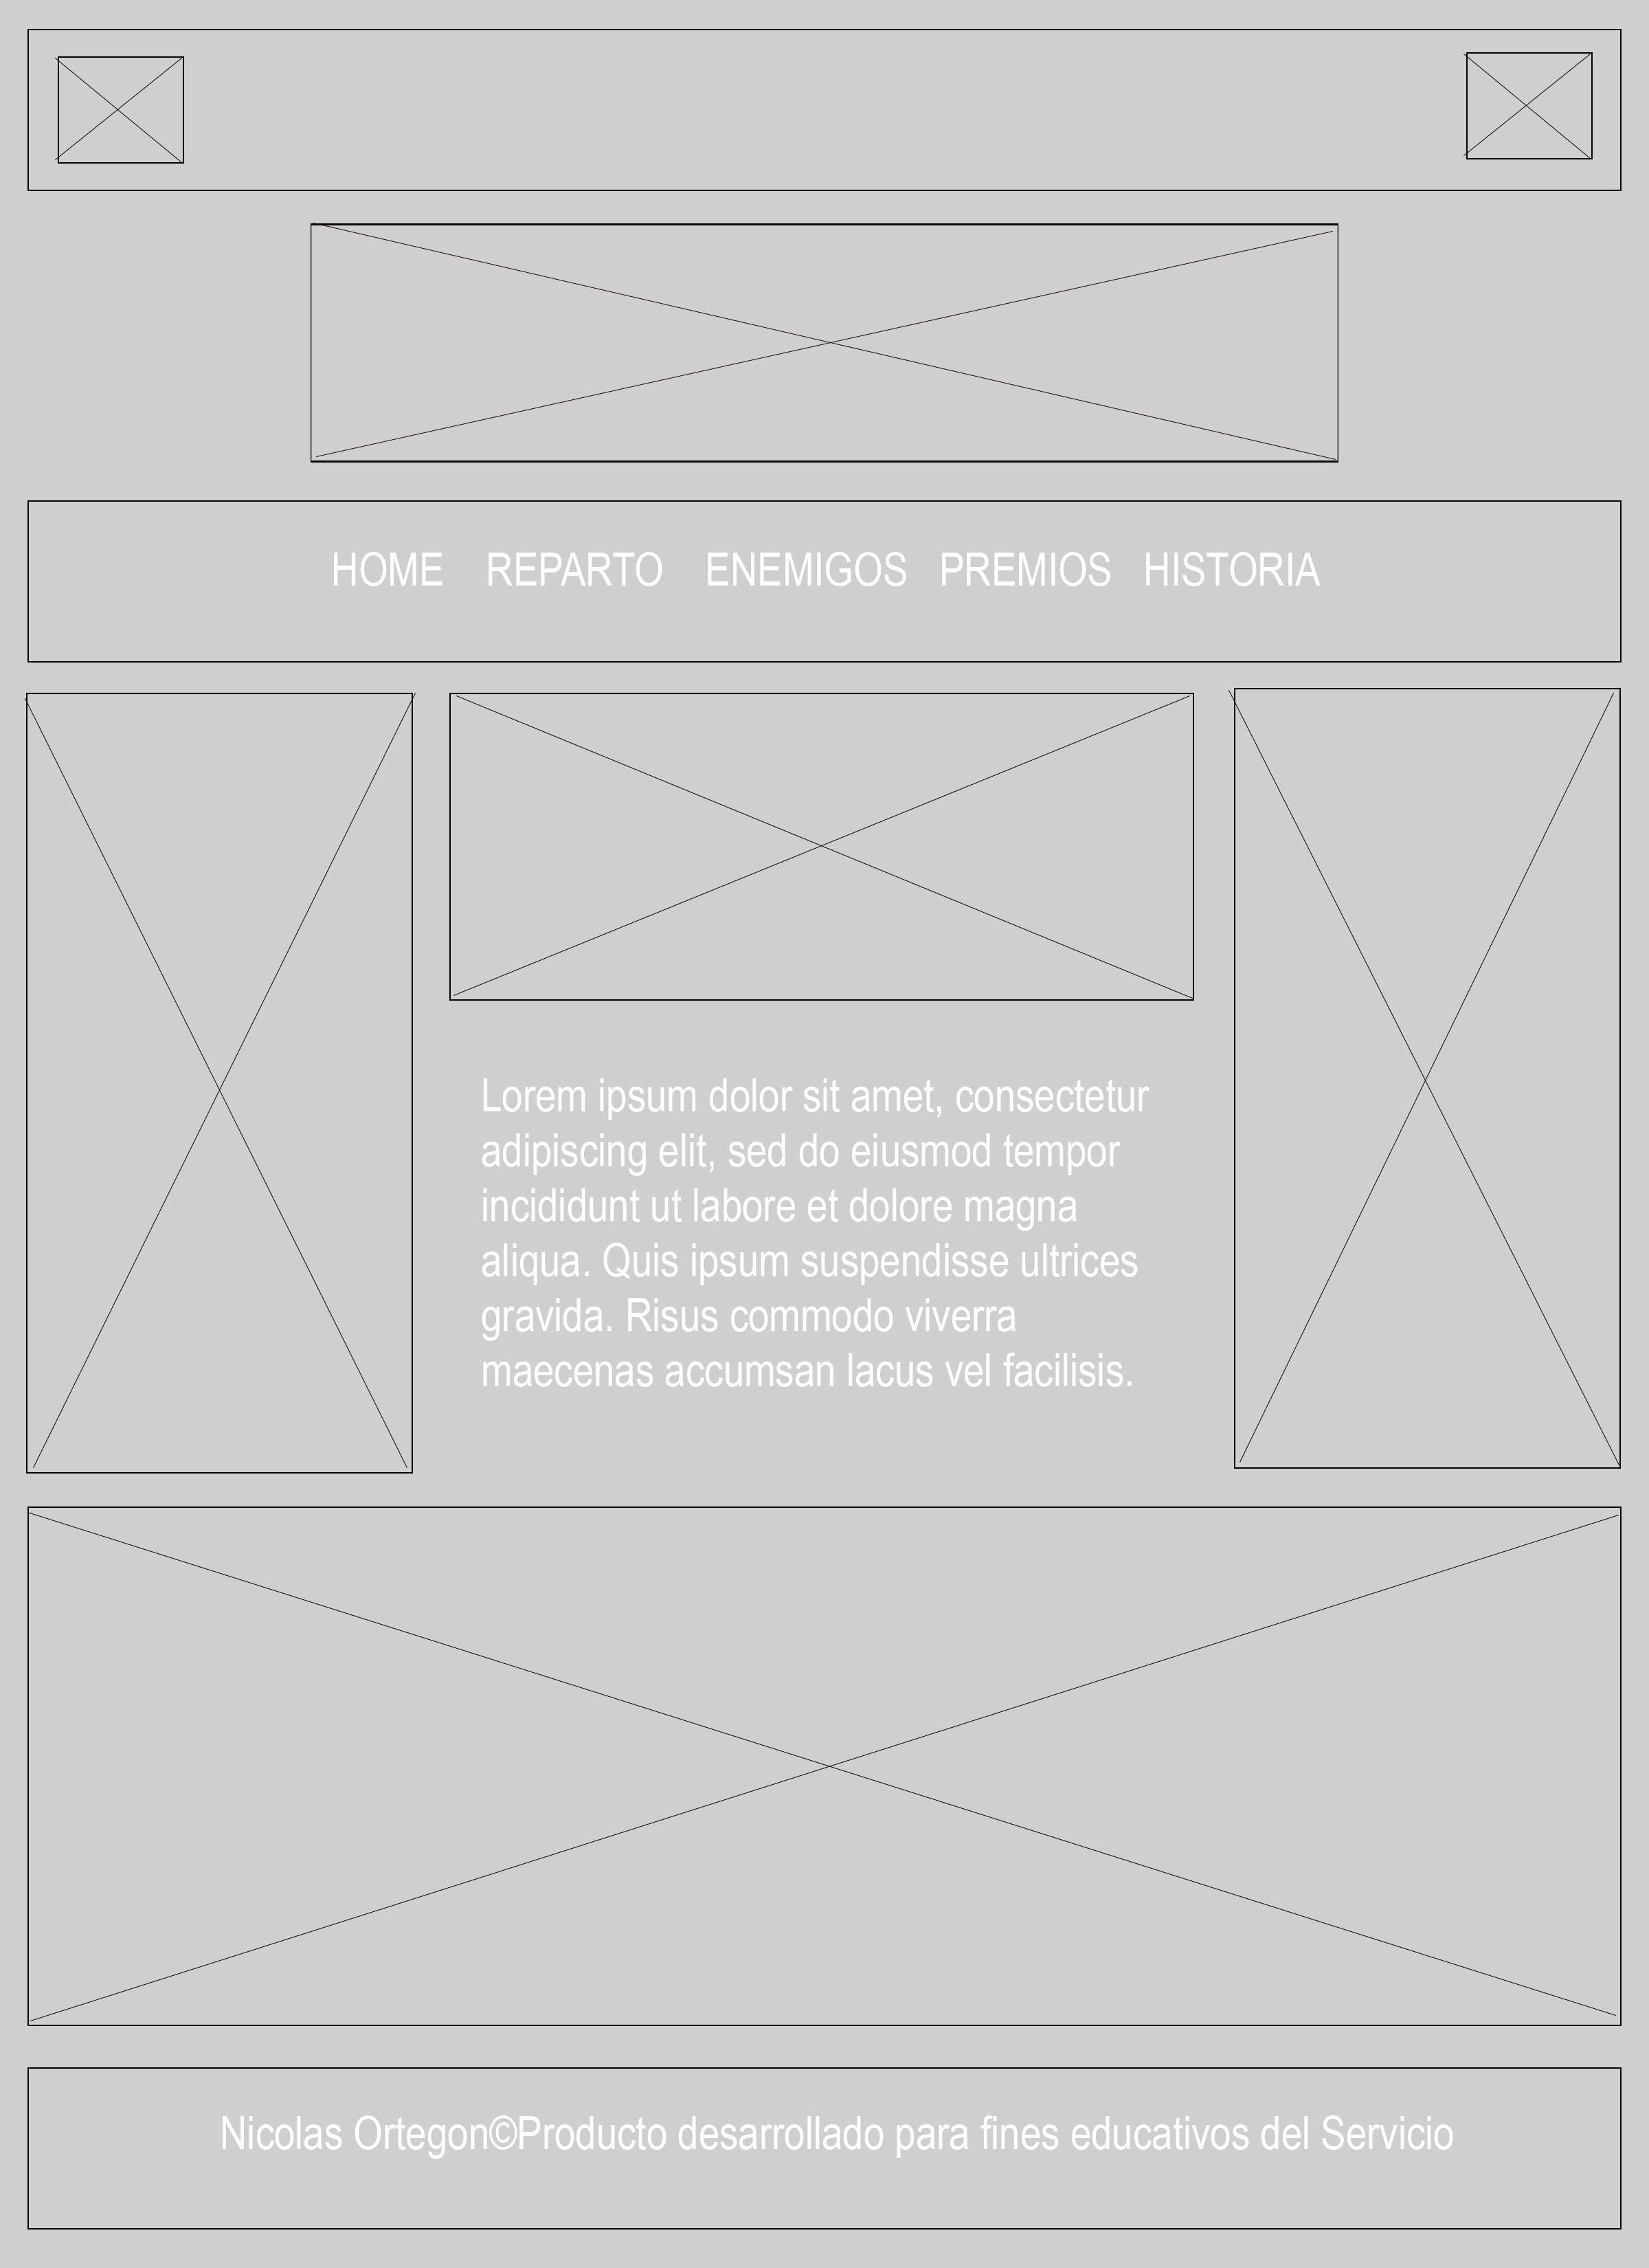 HOME REPARTO ENEMIGOS PREMIOS HISTORIA
Lorem ipsum dolor sit amet, consectetur
adipiscing elit, sed do eiusmod tempor
incididunt ut labore et dolore magna
aliqua. Quis ipsum suspendisse ultrices
gravida. Risus commodo viverra
maecenas accumsan lacus vel facilisis.
Nicolas Ortegon©Producto desarrollado para fines educativos del Servicio